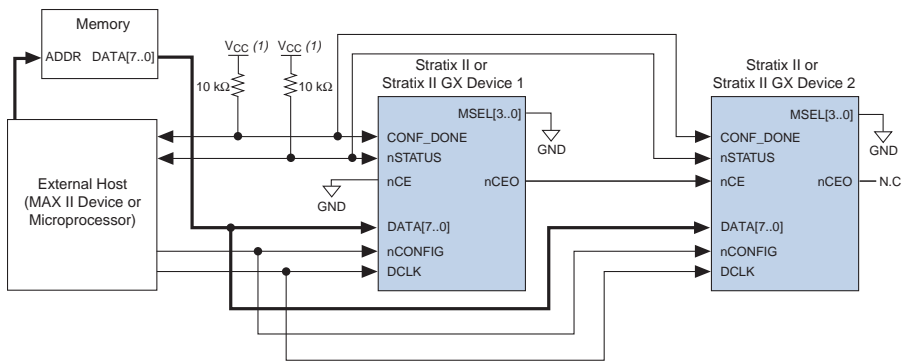 Memory
ADDR DATA[7..0]
VCC (1) VCC (1)
10 kΩ 10 kΩ
Stratix II or
Stratix II GX Device 1
MSEL[3..0]
GND
CONF_DONE
nSTATUS
nCE
nCEO
GND
DATA[7..0]
nCONFIG
DCLK
External Host
(MAX II Device or
Microprocessor)
Stratix II or
Stratix II GX Device 2
MSEL[3..0]
GND
CONF_DONE
nSTATUS
nCE
nCEO
N.C
DATA[7..0]
nCONFIG
DCLK